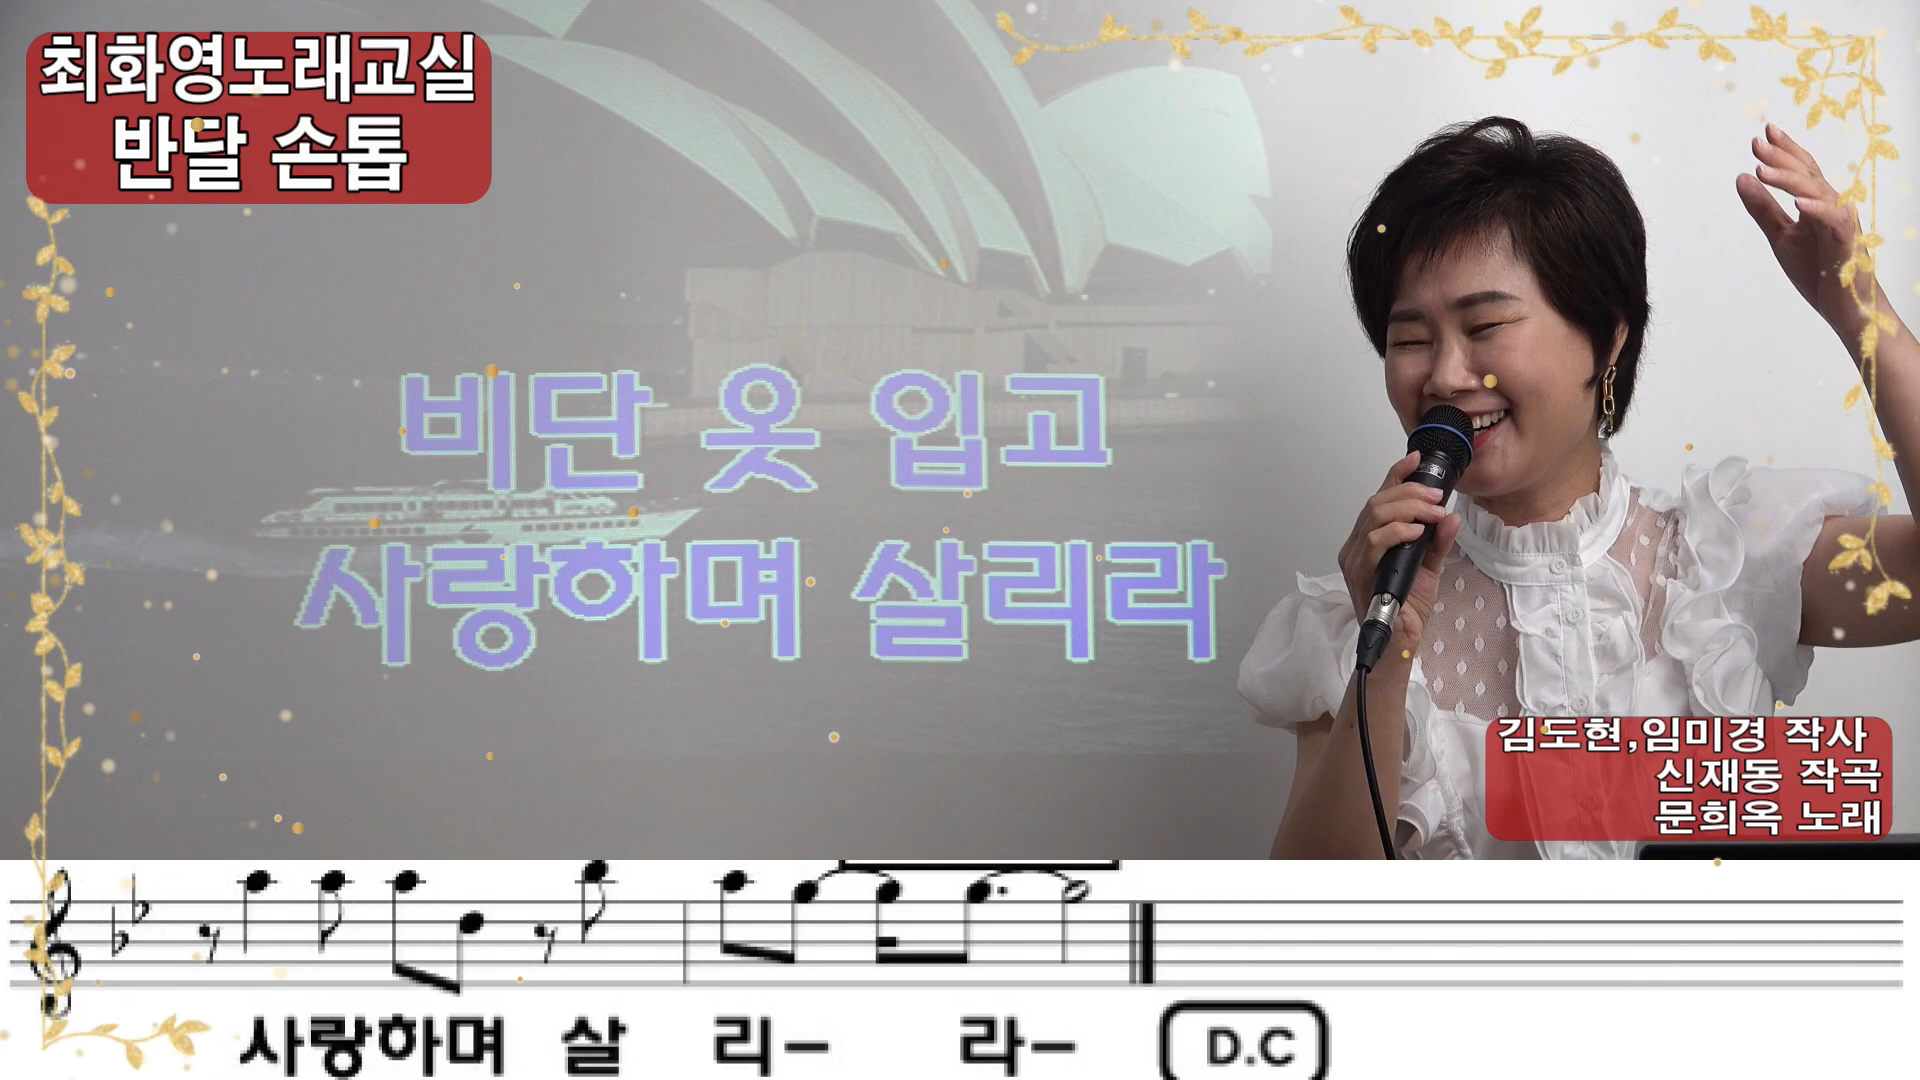 최화영노래교실
반달 손톱
비단 옷 입고
사랑하며 살리라
김도현,임미경 작사
신재동 작곡
문희옥 노래
사랑하며 살 리- 라- D.C